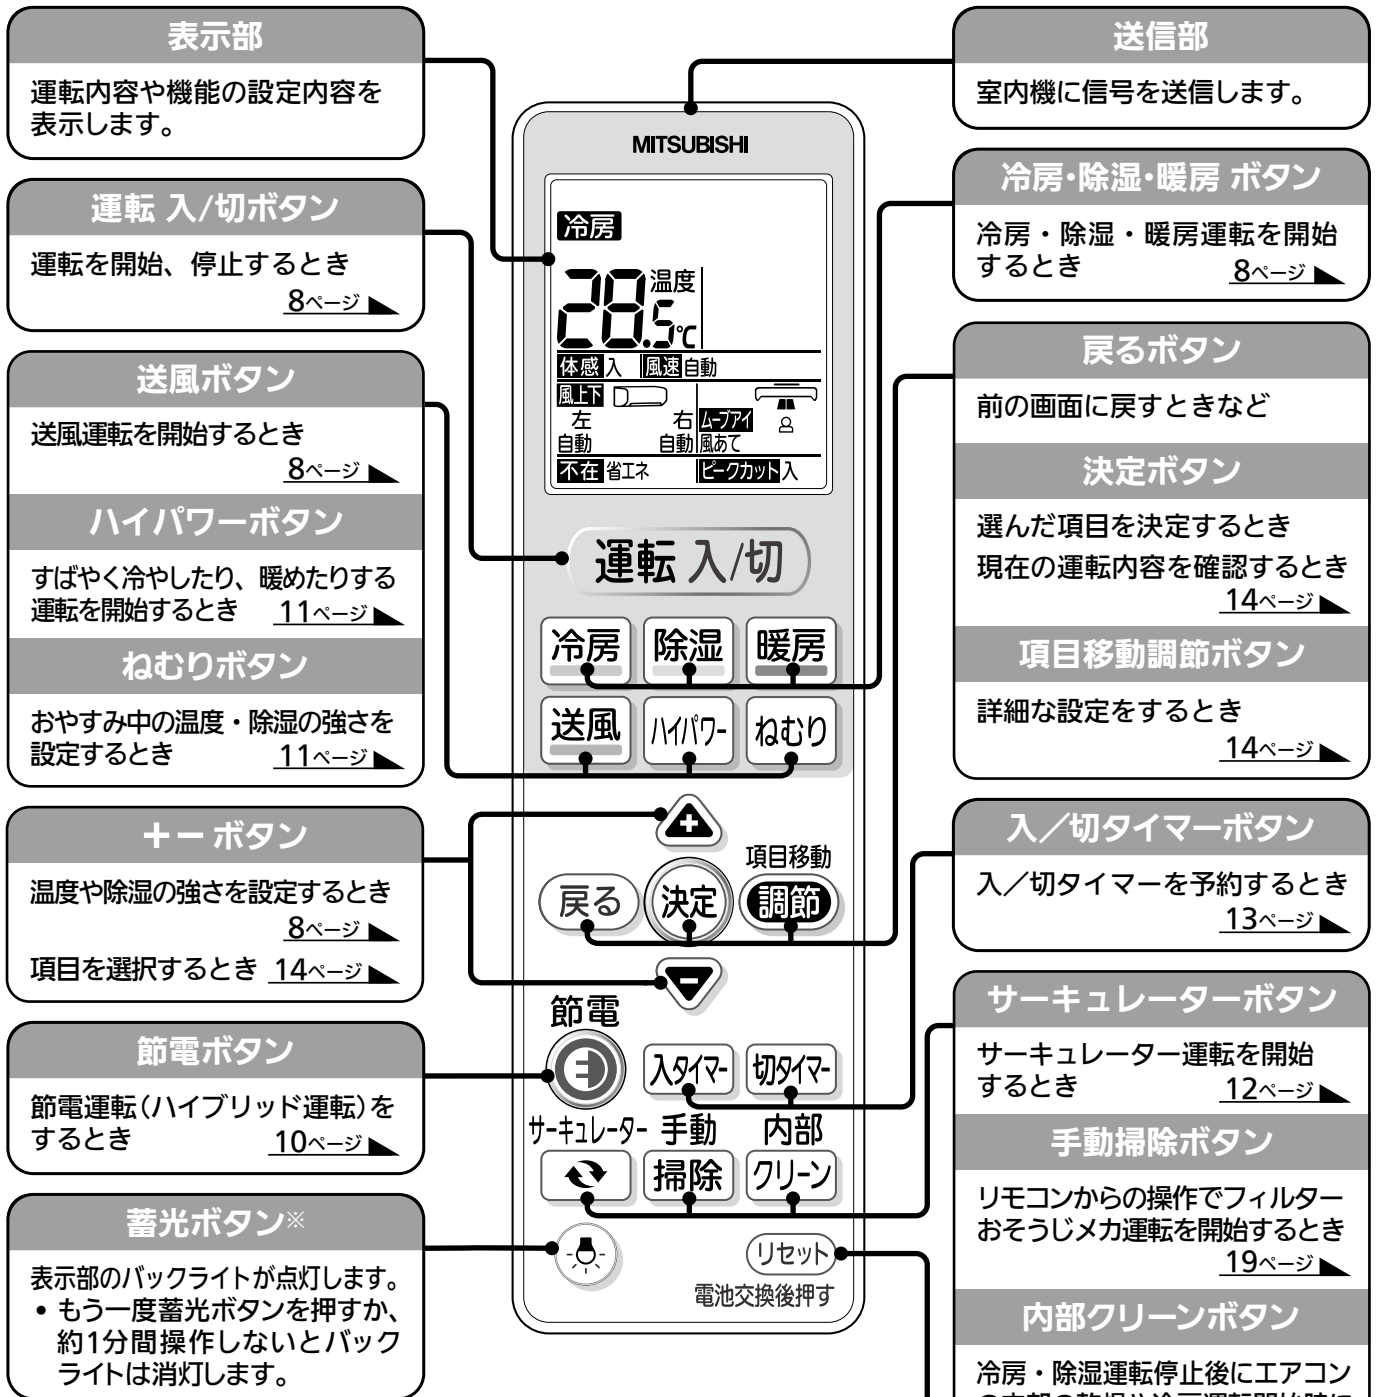 表示部
運転内容や機能の設定内容を
表示します。
運転 入/切ボタン
運転を開始、停止するとき
8ページ
送風ボタン
送風運転を開始するとき
8ページ
ハイパワーボタン
すばやく冷やしたり、暖めたりする
運転を開始するとき 11ページ
ねむりボタン
おやすみ中の温度・除湿の強さを
設定するとき 11ページ
＋－ ボタン
温度や除湿の強さを設定するとき
8ページ
項目を選択するとき 14ページ
節電ボタン
節電運転(ハイブリッド運転)を
するとき 10ページ
蓄光ボタン※
表示部のバックライトが点灯します。
• もう一度蓄光ボタンを押すか、
約1分間操作しないとバック
ライトは消灯します。
MITSUBISHI
冷房
28.5℃ 温度
体感 入 風速 自動
風上下
左 右 ムーブアイ
自動 自動 風あて
不在 省エネ ピークカット 入
運転 入/切
冷房 除湿 暖房
送風 ハイパワー ねむり
+
項目移動
戻る 決定 調節
-
節電
入タイマー 切タイマー
サーキュレーター 手動 内部
掃除 クリーン
リセット
電池交換後押す
送信部
室内機に信号を送信します。
冷房・除湿・暖房 ボタン
冷房・除湿・暖房運転を開始
するとき 8ページ
戻るボタン
前の画面に戻すときなど
決定ボタン
選んだ項目を決定するとき
現在の運転内容を確認するとき
14ページ
項目移動調節ボタン
詳細な設定をするとき
14ページ
入／切タイマーボタン
入／切タイマーを予約するとき
13ページ
サーキュレーターボタン
サーキュレーター運転を開始
するとき 12ページ
手動掃除ボタン
リモコンからの操作でフィルター
おそうじメカ運転を開始するとき
19ページ
内部クリーンボタン
冷房・除湿運転停止後にエアコン